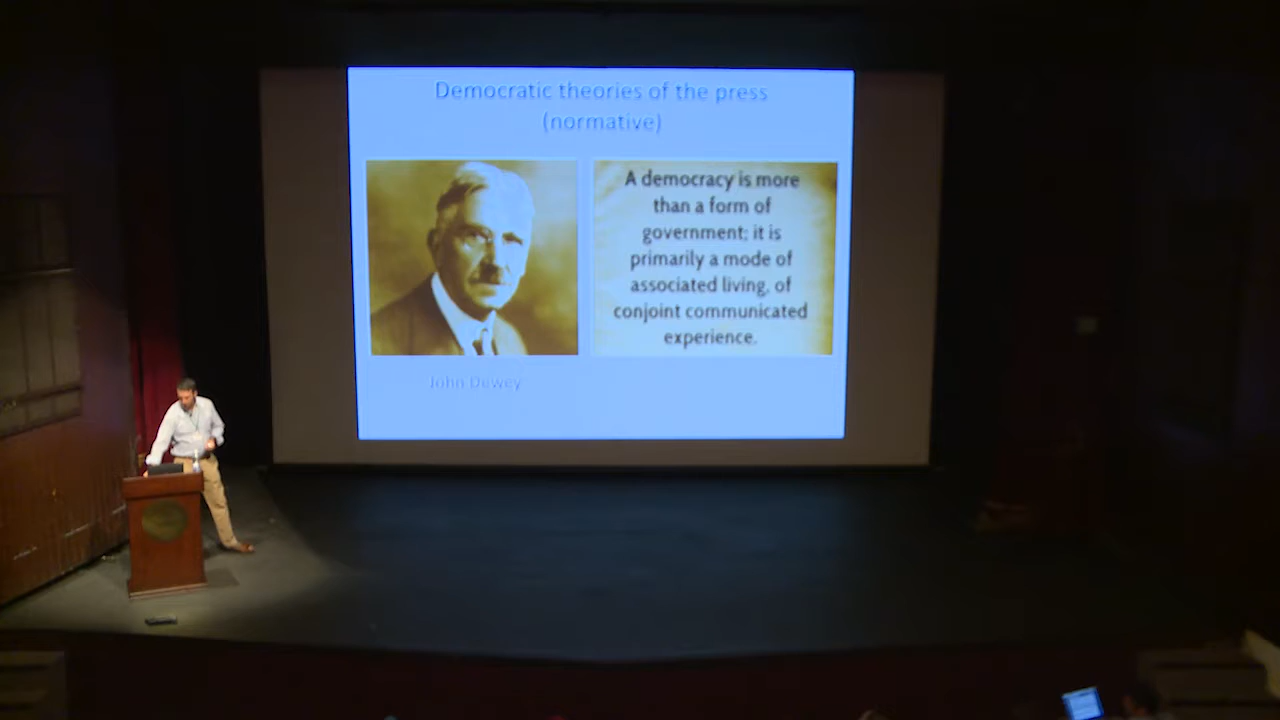 Democratic theories of the press
(normative)
A democracy is more
than a form of
government; it is
primarily a mode of
associated living, of
conjoint communicated
experience.
John Dewey